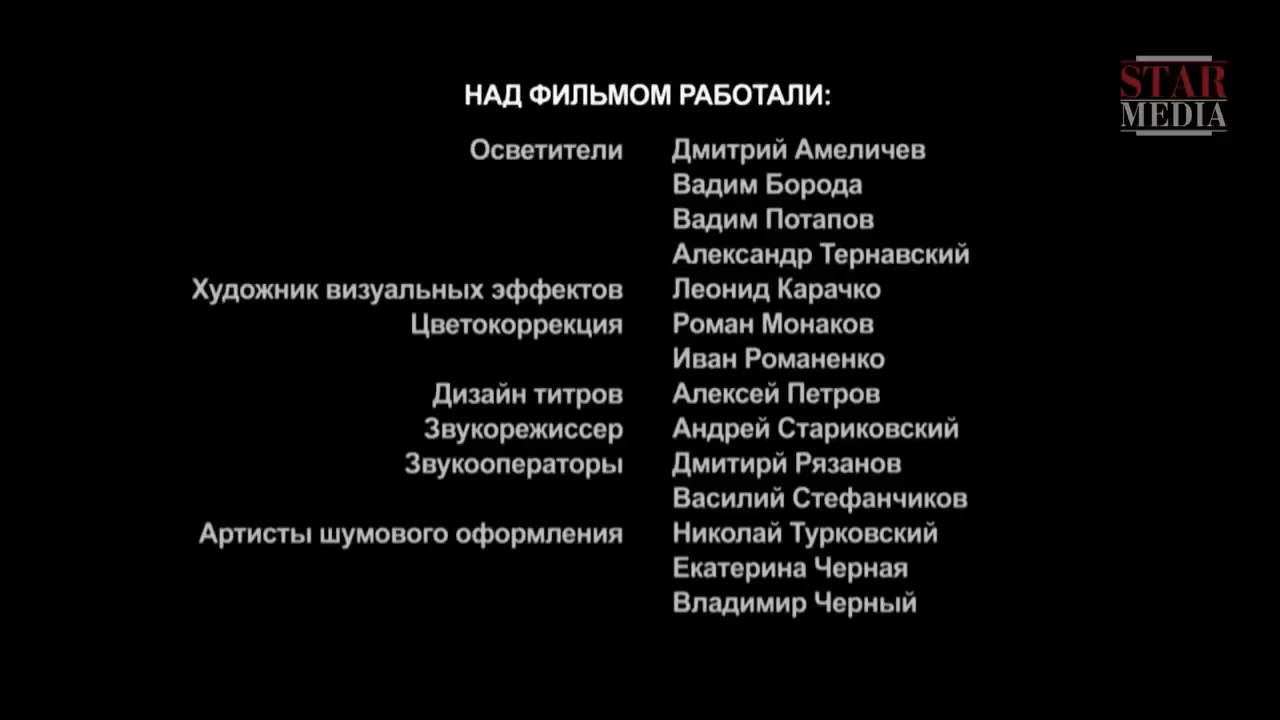 НАД ФИЛЬМОМ РАБОТАЛИ:
STAR
MEDIA
Осветители Дмитрий Амеличев
Вадим Борода
Вадим Потапов
Александр Тернавский
Художник визуальных эффектов Леонид Карачко
Цветокоррекция Роман Монаков
Иван Романенко
Дизайн титров Алексей Петров
Звукорежиссер Андрей Стариковский
Звукооператоры Дмитирй Рязанов
Василий Стефанчиков
Артисты шумового оформления Николай Турковский
Екатерина Черная
Владимир Черный